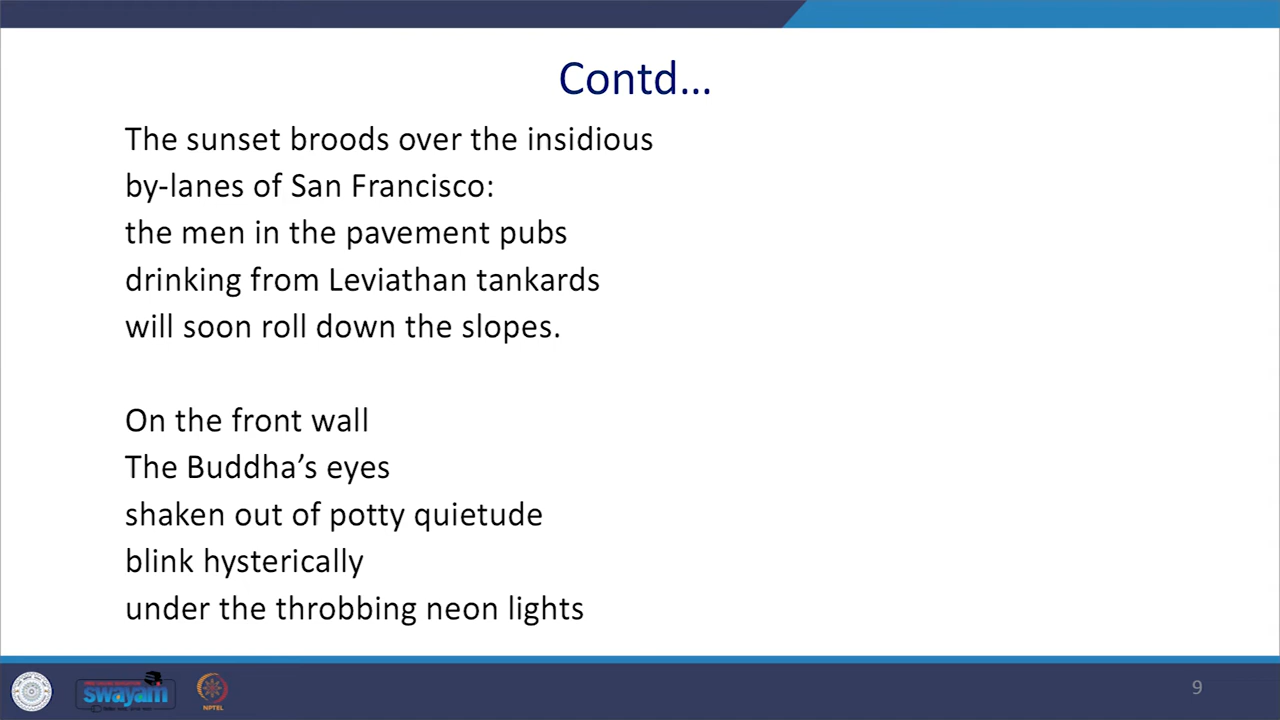 Contd...
The sunset broods over the insidious
by-lanes of San Francisco:
the men in the pavement pubs
drinking from Leviathan tankards
will soon roll down the slopes.
On the front wall
The Buddha’s eyes
shaken out of potty quietude
blink hysterically
under the throbbing neon lights
swayam
NPTEL
9